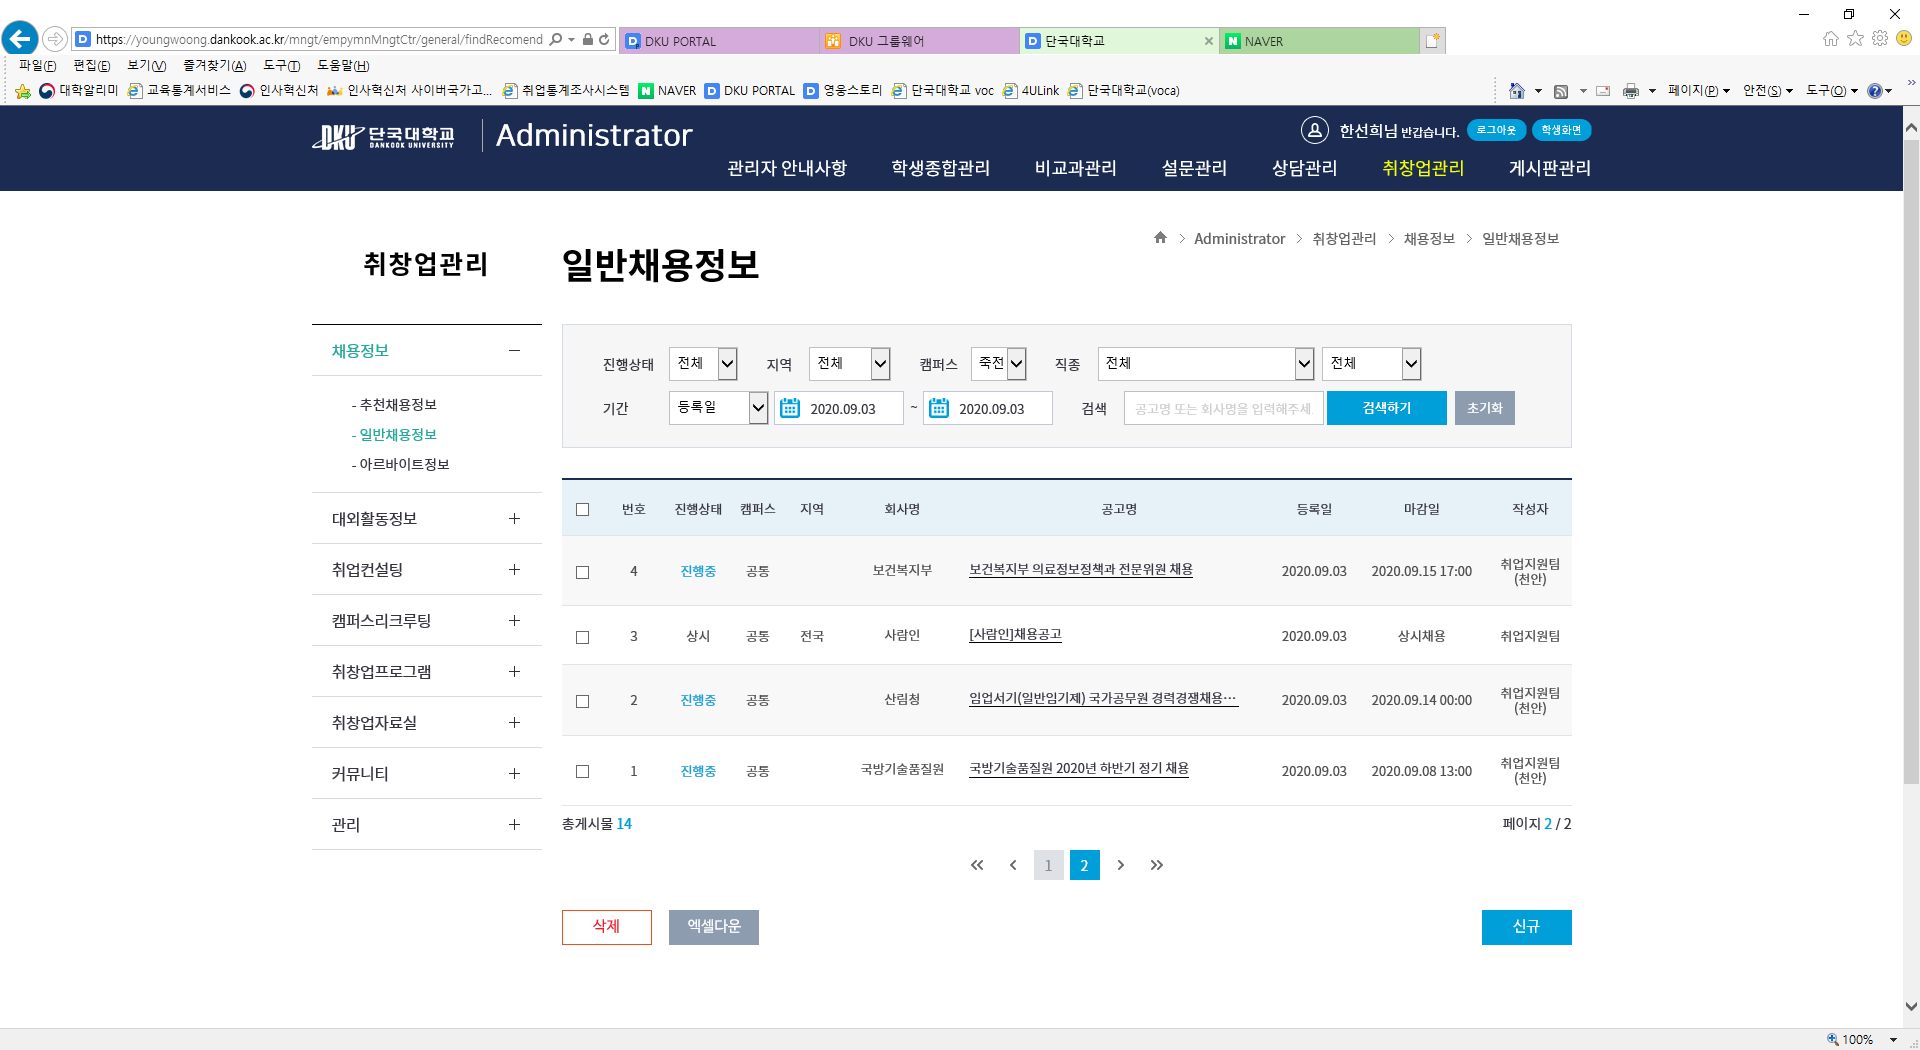 https://youngwoong.dankook.ac.kr/mngt/empymnMngtCtr/general/findRecomend
DKU PORTAL
DKU 그룹웨어
단국대학교
NAVER
파일(F) 편집(E) 보기(V) 즐겨찾기(A) 도구(T) 도움말(H)
대학알리미 교육통계서비스 인사혁신처 인사혁신처 사이버국가고... 취업통계조사시스템 NAVER DKU PORTAL 영웅스토리 단국대학교 voc 4ULink 단국대학교(voca)
페이지(P) 안전(S) 도구(O)
DKU 단국대학교
DANKOOK UNIVERSITY
Administrator
한선희님 반갑습니다. 로그아웃 학생화면
관리자 안내사항 학생종합관리 비교과관리 설문관리 상담관리 취창업관리 게시판관리
Administrator 취창업관리 채용정보 일반채용정보
취창업관리
채용정보
- 추천채용정보
- 일반채용정보
- 아르바이트정보
대외활동정보
취업컨설팅
캠퍼스리크루팅
취창업프로그램
취창업자료실
커뮤니티
관리
일반채용정보
진행상태 전체 지역 전체 캠퍼스 죽전 직종 전체 전체
기간 등록일 2020.09.03 ~ 2020.09.03 검색 공고명 또는 회사명을 입력해주세 검색하기 초기화
번호 진행상태 캠퍼스 지역 회사명 공고명 등록일 마감일 작성자
4 진행중 공통 보건복지부 보건복지부 의료정보정책과 전문위원 채용 2020.09.03 2020.09.15 17:00 취업지원팀
(천안)
3 상시 공통 전국 사람인 [사람인]채용공고 2020.09.03 상시채용 취업지원팀
2 진행중 공통 산림청 임업서기(일반임기제) 국가공무원 경력경쟁채용… 2020.09.03 2020.09.14 00:00 취업지원팀
(천안)
1 진행중 공통 국방기술품질원 국방기술품질원 2020년 하반기 정기 채용 2020.09.03 2020.09.08 13:00 취업지원팀
(천안)
총게시물 14 페이지 2 / 2
1 2
삭제 엑셀다운 신규
100%